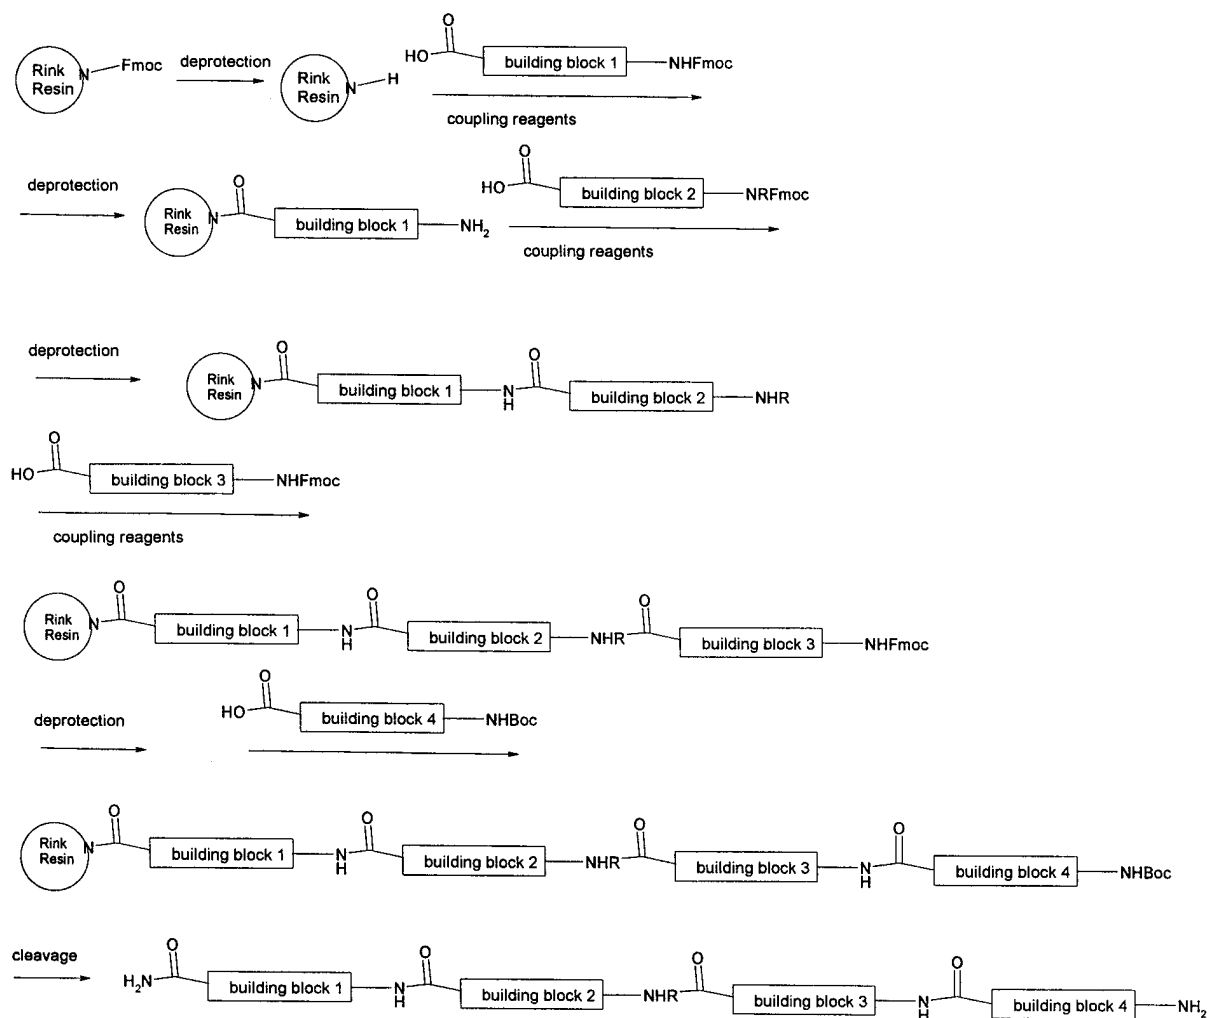 Rink
Resin
N
Fmoc
deprotection
Rink
Resin
N
H
O
HO
building block 1
NHFmoc
coupling reagents
deprotection
Rink
Resin
N
O
building block 1
NH2
O
HO
building block 2
NRFmoc
coupling reagents
deprotection
Rink
Resin
N
O
building block 1
N
H
O
building block 2
NHR
O
HO
building block 3
NHFmoc
coupling reagents
Rink
Resin
N
O
building block 1
N
H
O
building block 2
NHR
O
building block 3
NHFmoc
deprotection
O
HO
building block 4
NHBoc
Rink
Resin
N
O
building block 1
N
H
O
building block 2
NHR
O
building block 3
N
H
O
building block 4
NHBoc
cleavage
H2N
O
building block 1
N
H
O
building block 2
NHR
O
building block 3
N
H
O
building block 4
NH2